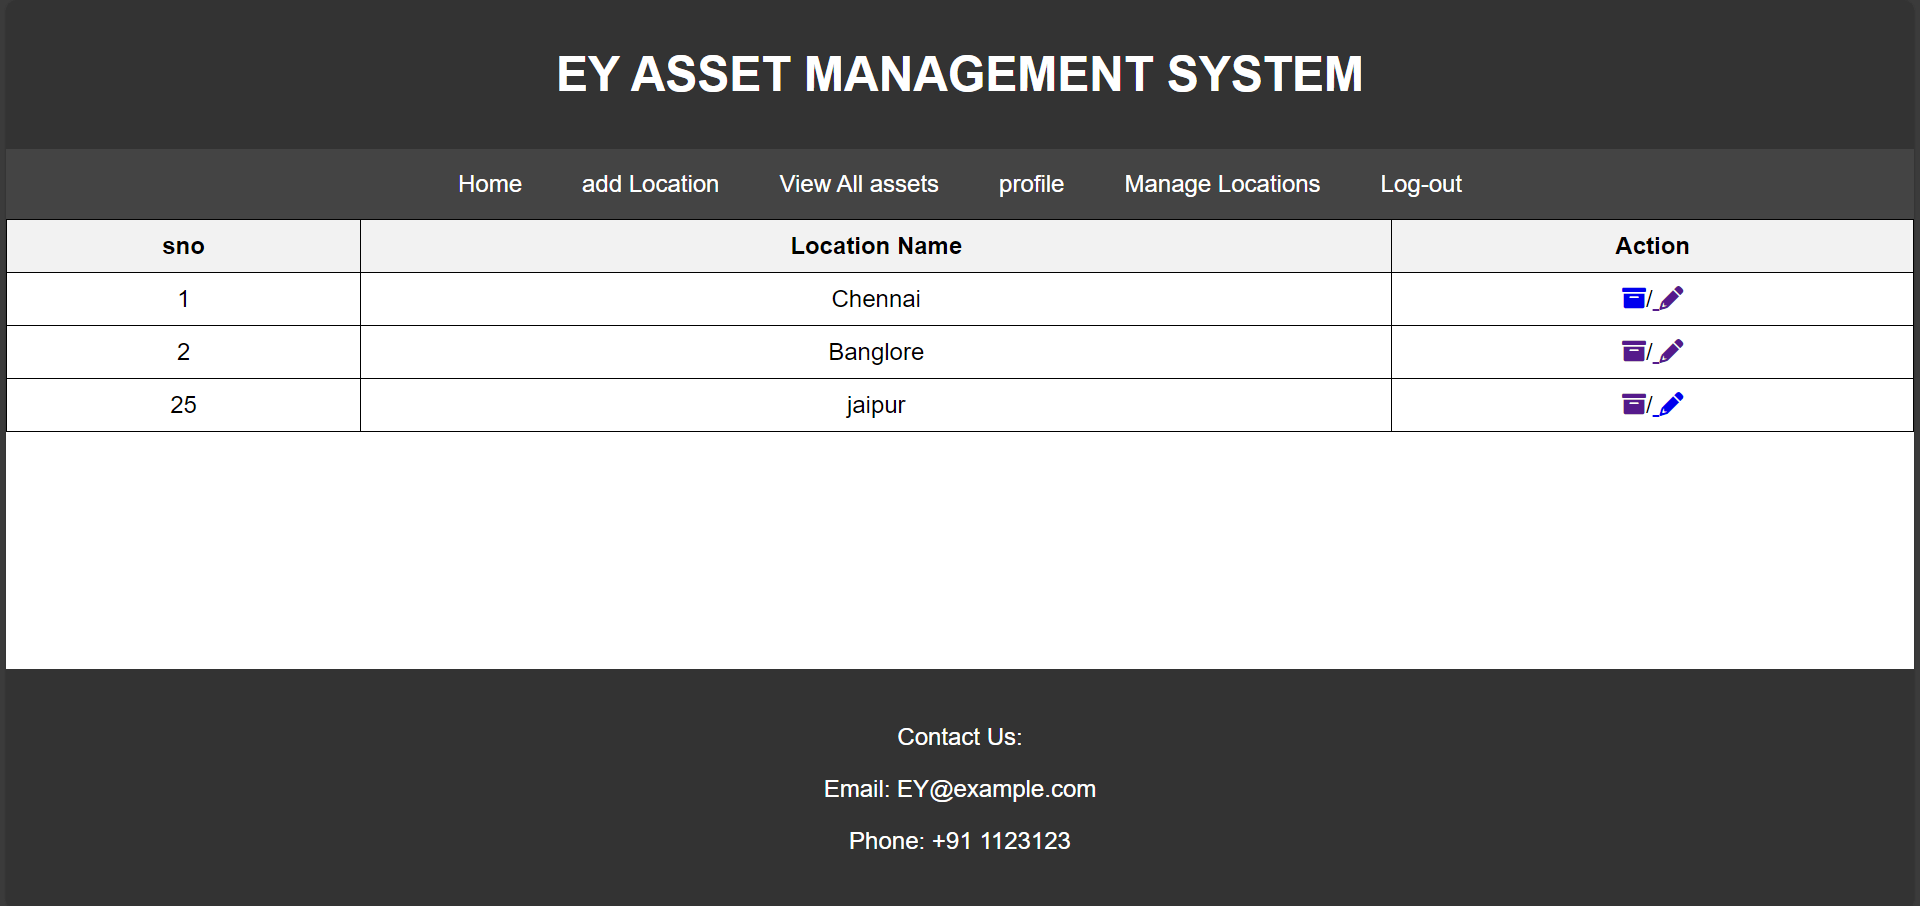 EY ASSET MANAGEMENT SYSTEM
Home add Location View All assets profile Manage Locations Log-out
sno Location Name Action
1 Chennai /
2 Banglore /
25 jaipur /
Contact Us:
Email: EY@example.com
Phone: +91 1123123